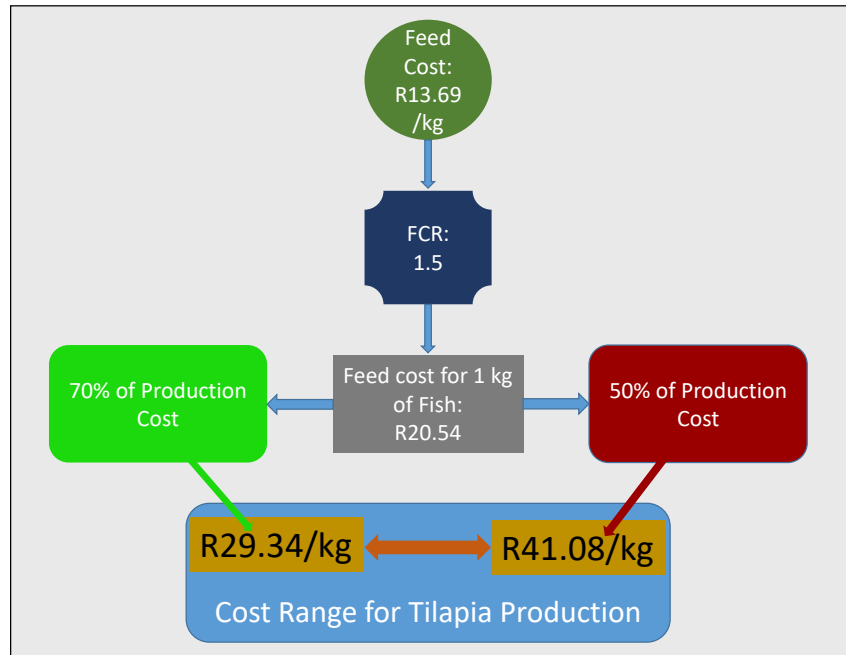 Feed
Cost:
R13.69
/kg
FCR:
1.5
70% of Production
Cost
Feed cost for 1 kg
of Fish:
R20.54
50% of Production
Cost
R29.34/kg
R41.08/kg
Cost Range for Tilapia Production